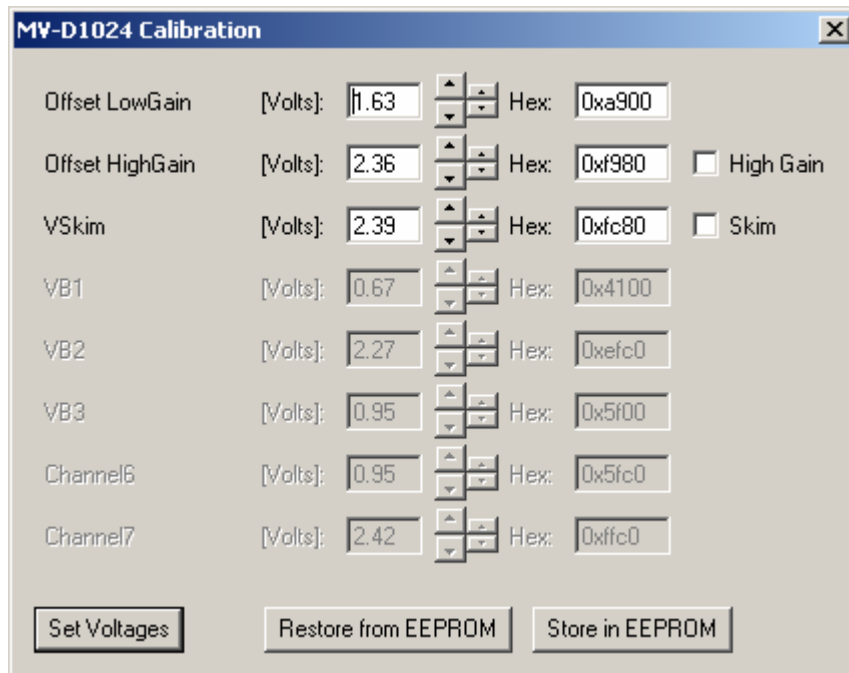 MV-D1024 Calibration
Offset LowGain [Volts]: 1.63 Hex: 0xa900
Offset HighGain [Volts]: 2.36 Hex: 0xf980 High Gain
VSkim [Volts]: 2.39 Hex: 0xfc80 Skim
VB1 [Volts]: 0.67 Hex: 0x4100
VB2 [Volts]: 2.27 Hex: 0xefc0
VB3 [Volts]: 0.95 Hex: 0x5f00
Channel6 [Volts]: 0.95 Hex: 0x5fc0
Channel7 [Volts]: 2.42 Hex: 0xffc0
Set Voltages Restore from EEPROM Store in EEPROM